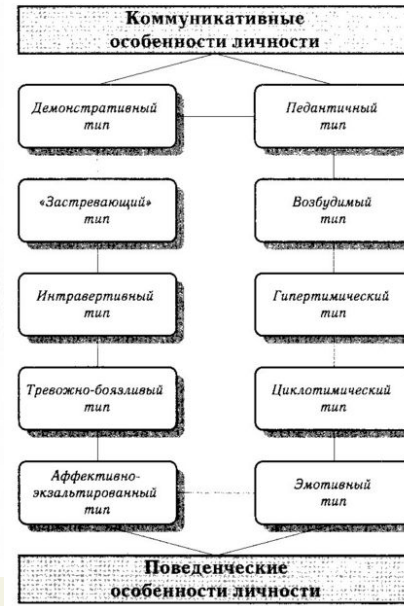 Коммуникативные
особенности личности
Демонстративный
тип
Педантичный
тип
«Застревающий»
тип
Возбудимый
тип
Интравертивный
тип
Гипертимический
тип
Тревожно-боязливый
тип
Циклотимический
тип
Аффективно-
экзальтированный
тип
Эмотивный
тип
Поведенческие
особенности личности